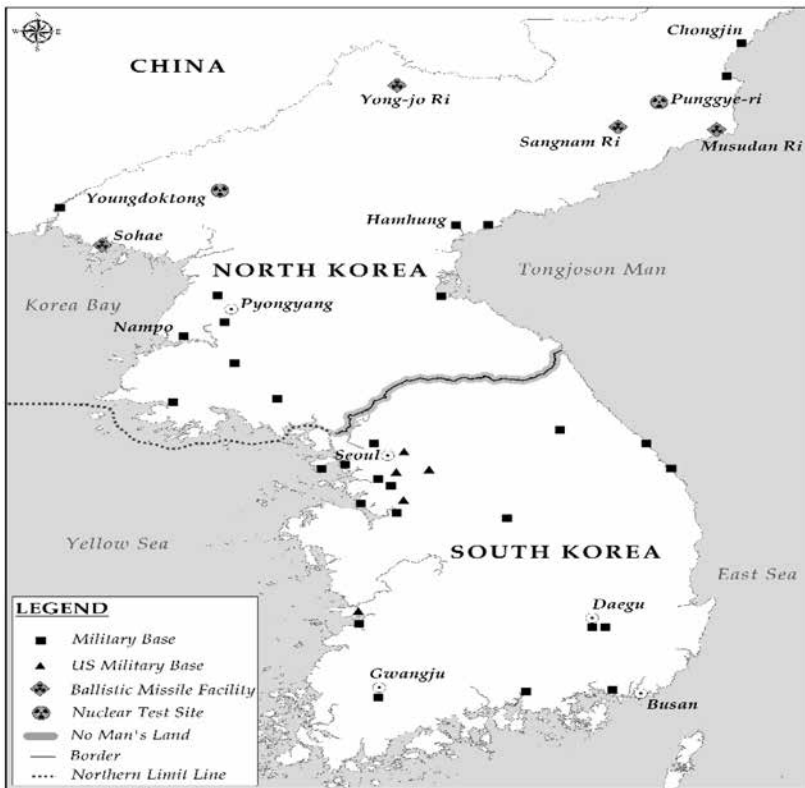 N
W
E
S
Chongjin
CHINA
Yong-jo Ri
Punggye-ri
Sangnam Ri
Musudan Ri
Youngdoktong
Hamhung
Sohae
NORTH KOREA
Tongjoson Man
Korea Bay
Pyongyang
Nampo
Seoul
Yellow Sea
SOUTH KOREA
East Sea
Daegu
Gwangju
Busan
LEGEND
Military Base
US Military Base
Ballistic Missile Facility
Nuclear Test Site
No Man's Land
Border
Northern Limit Line